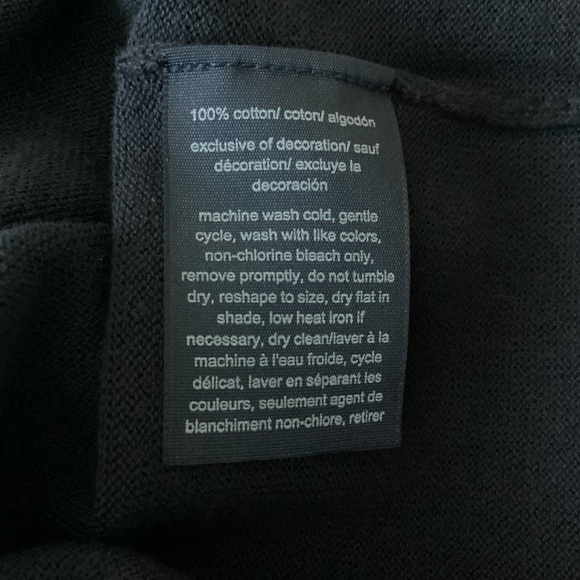 100% cotton/ coton/ algodón
exclusive of decoration/ sauf
décoration/ excluye la
decoración
machine wash cold, gentle
cycle, wash with like colors,
non-chlorine bleach only,
remove promptly, do not tumble
dry, reshape to size, dry flat in
shade, low heat iron if
necessary, dry clean/laver à la
machine à l'eau froide, cycle
délicat, laver en séparant les
couleurs, seulement agent de
blanchiment non-chlore, retirer